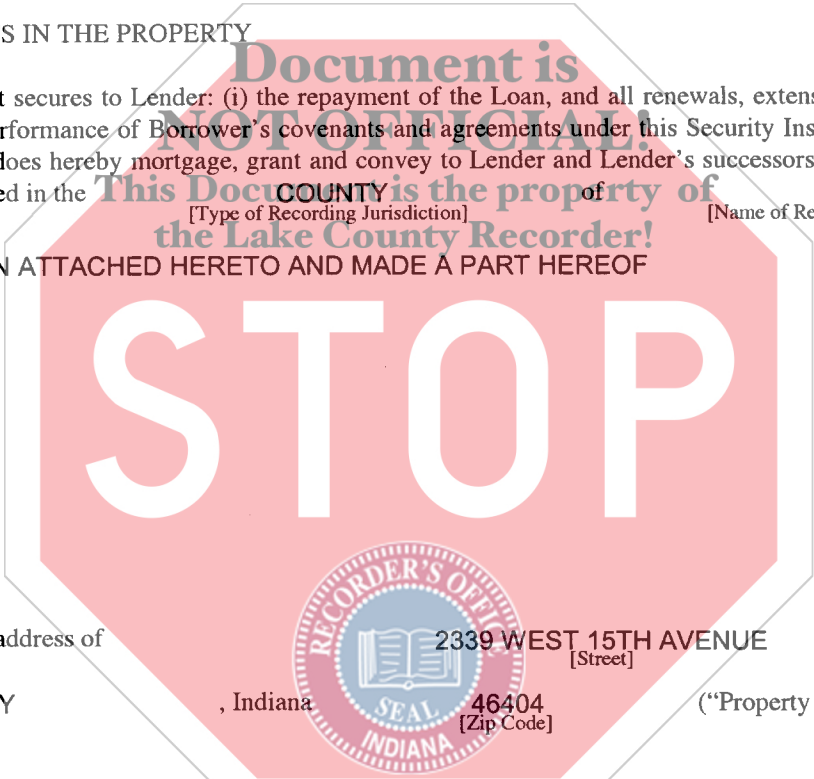 S IN THE PROPERTY
Document is
t secures to Lender: (i) the repayment of the Loan, and all renewals, extens
NOT OFFICIAL!
rformance of Borrower's covenants and agreements under this Security Ins
loes hereby mortgage, grant and convey to Lender and Lender's successors
ed in the COUNTY of
This Document is the property of
[Type of Recording Jurisdiction] [Name of Re
the Lake County Recorder!
N ATTACHED HERETO AND MADE A PART HEREOF
STOP
RECORDER'S OFFICE
address of 2339 WEST 15TH AVENUE
[Street]
Y , Indiana 46404 ("Property
SEAL [Zip Code]
INDIANA